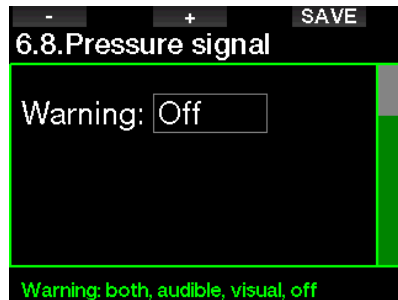 - + SAVE
6.8.Pressure signal
Warning: Off
Warning: both, audible, visual, off